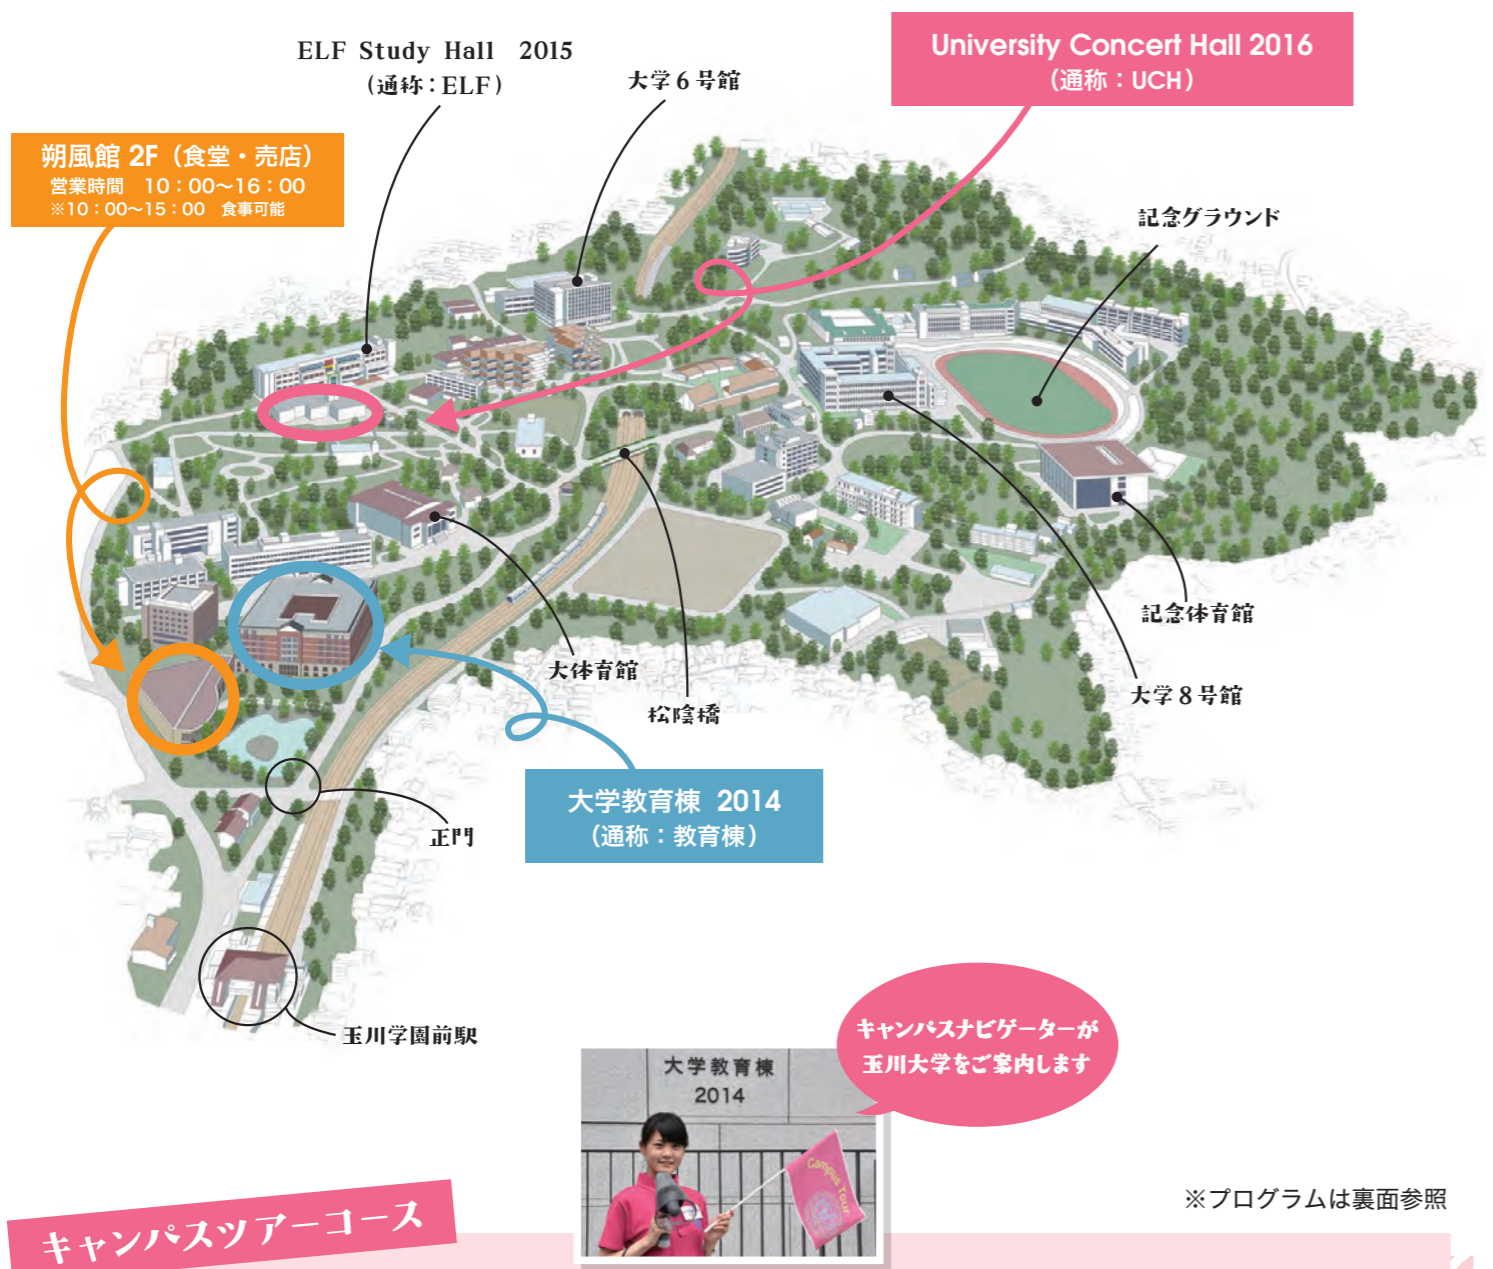 ELF Study Hall 2015
（通称：ELF）
大学６号館
University Concert Hall 2016
（通称：UCH）
朔風館 2F（食堂・売店）
営業時間　10：00〜16：00
※10：00〜15：00　食事可能
記念グラウンド
記念体育館
大学８号館
大体育館
松陰橋
大学教育棟 2014
（通称：教育棟）
正門
玉川学園前駅
キャンパスナビゲーターが
玉川大学をご案内します
大学教育棟
2014
Campus Tour
※プログラムは裏面参照
キャンパスツアーコース